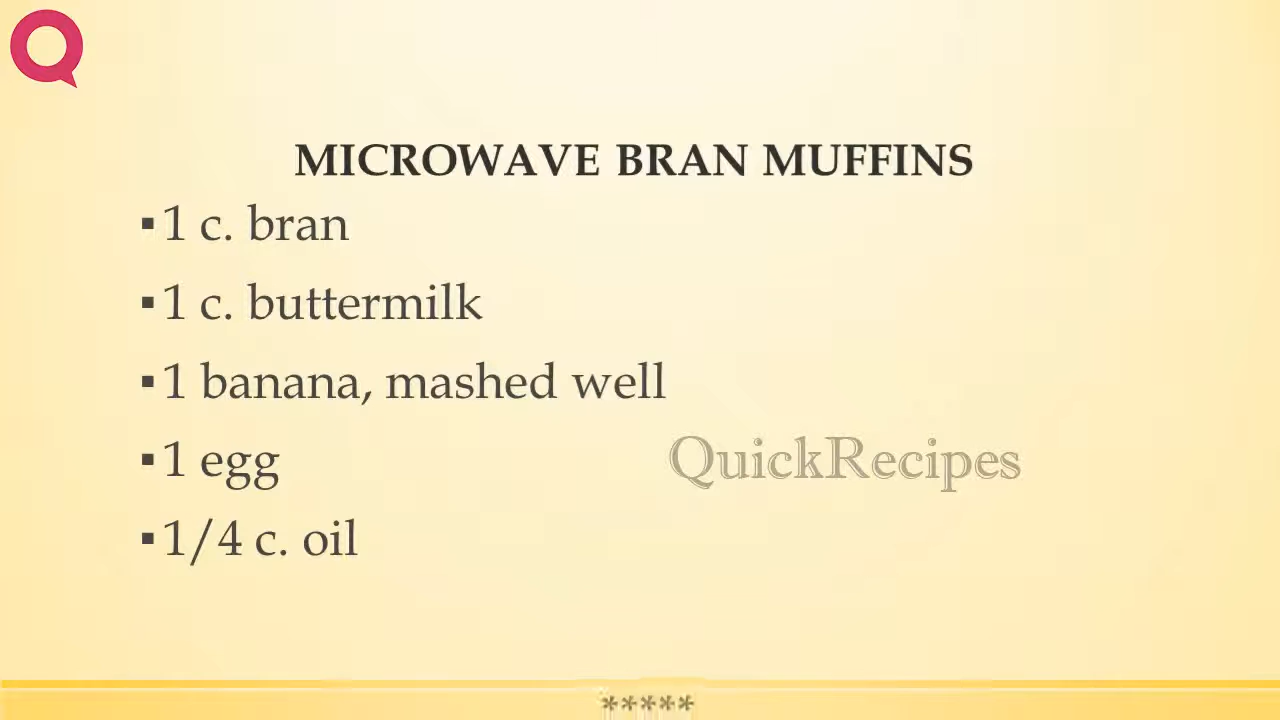 MICROWAVE BRAN MUFFINS
▪1 c. bran
▪1 c. buttermilk
▪1 banana, mashed well
▪1 egg
QuickRecipes
▪1/4 c. oil
*****